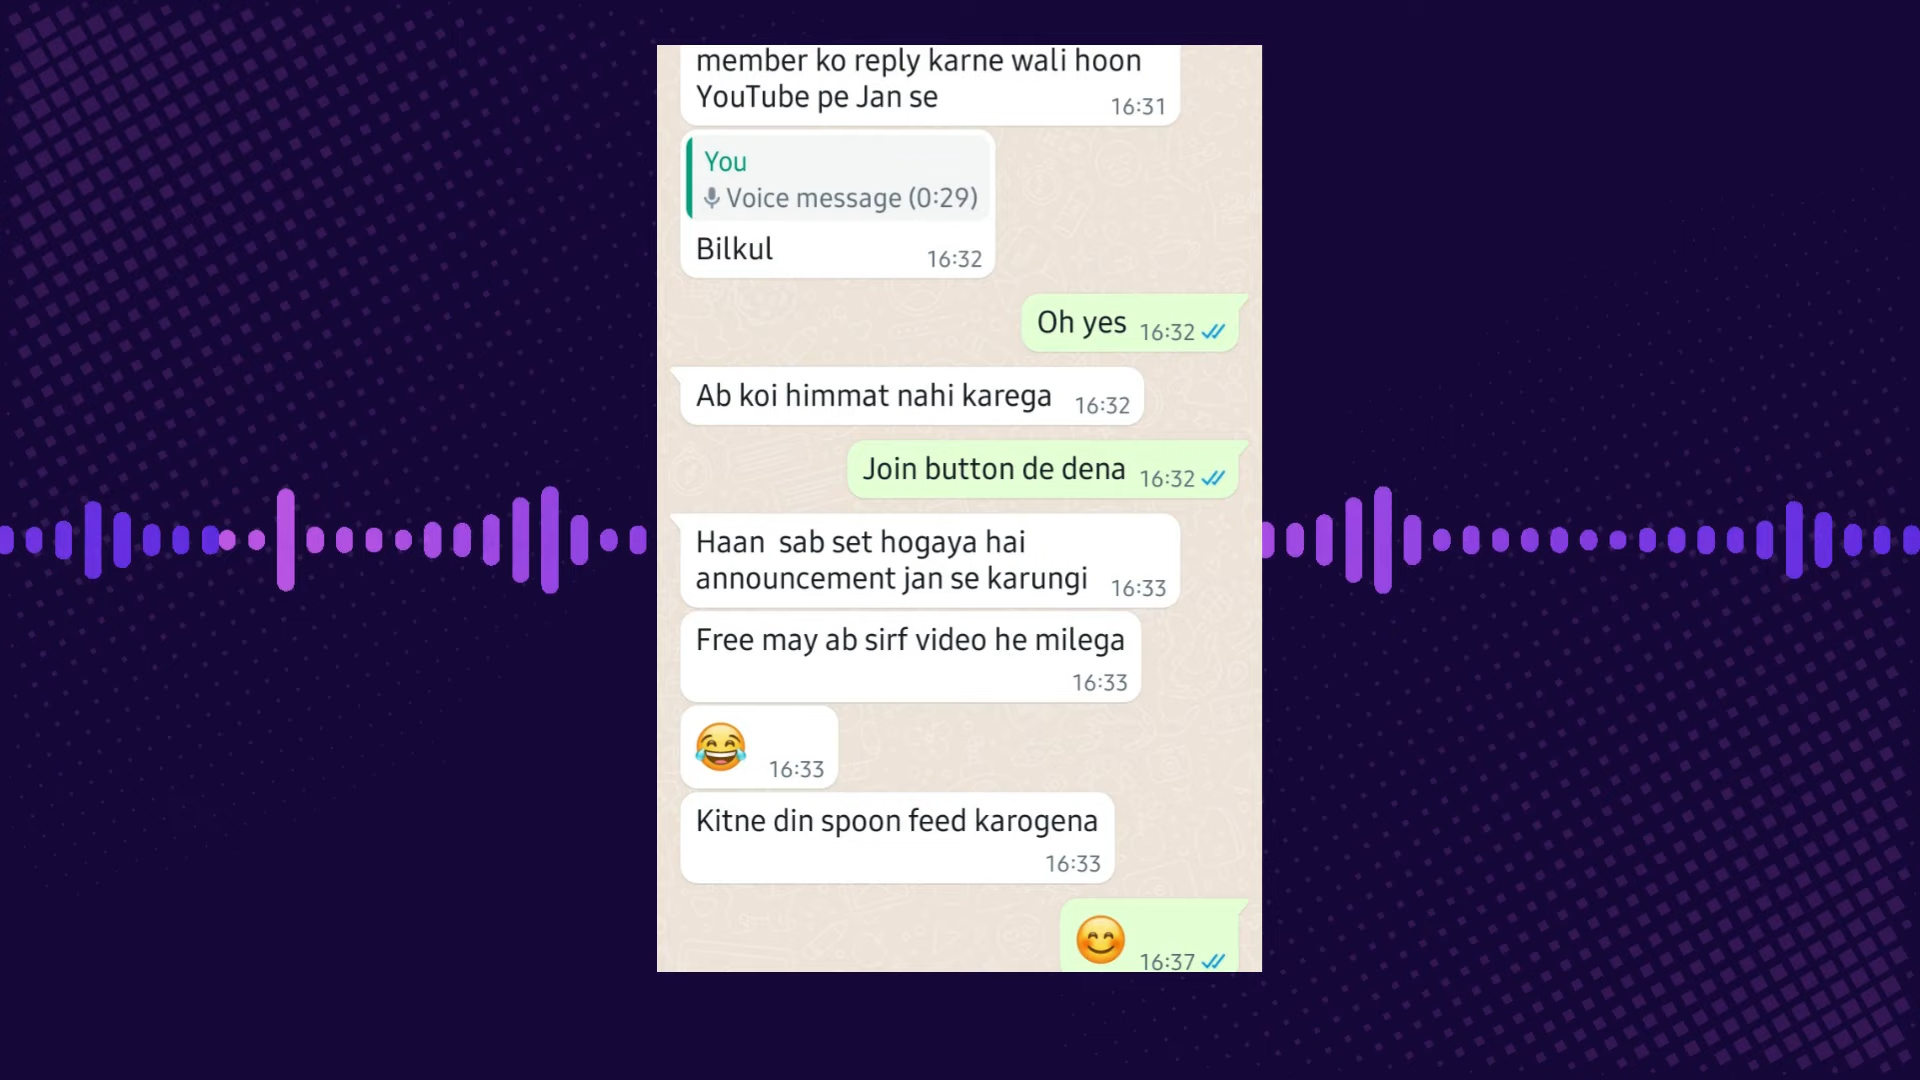 member ko reply karne wali hoon
YouTube pe Jan se
16:31
You
Voice message (0:29)
Bilkul
16:32
Oh yes 16:32
Ab koi himmat nahi karega 16:32
Join button de dena 16:32
Haan sab set hogaya hai
announcement jan se karungi 16:33
Free may ab sirf video he milega
16:33
😂 16:33
Kitne din spoon feed karogena
16:33
😊 16:37